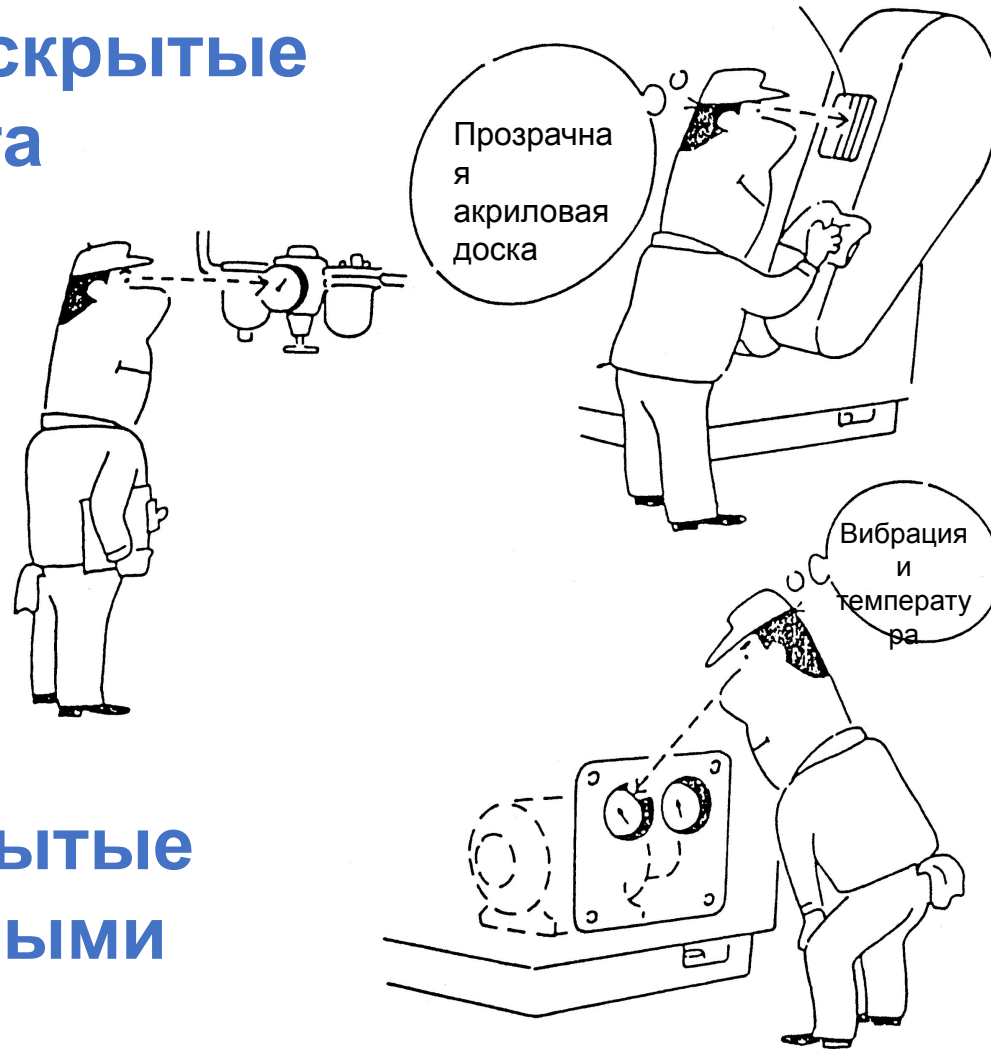 скрытые
та
Прозрачна
я
акриловая
доска
Вибрация
и
температу
ра
ытые
ыми